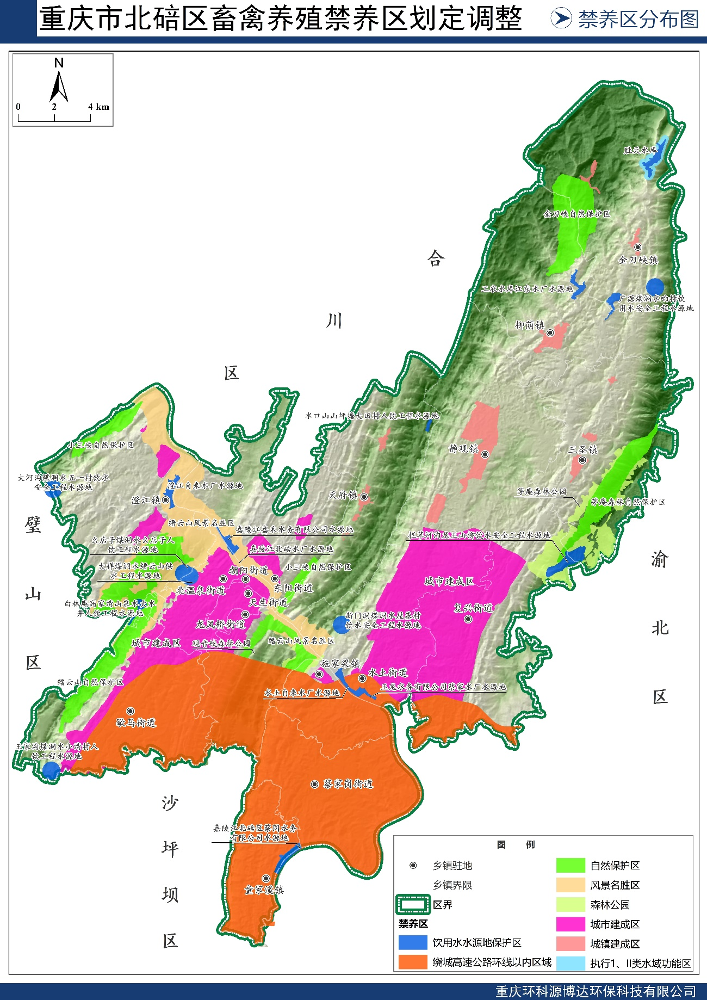 重庆市北碚区畜禽养殖禁养区划定调整
禁养区分布图
N
0 2 4 km
胜天水库
金刀峡自然保护区
合
金刀峡镇
工农水库江东水厂水源地
广源煤洞水响村饮
用水安全工程水源地
川
柳荫镇
区
水口山山坪塘大田村人饮工程水源地
小三峡自然保护区
静观镇
三圣镇
大河沟煤洞水五一村饮水
安全工程水源地
澄江自来水厂水源地
澄江镇
天府镇
茅庵森林公园
茅庵森林自然保护区
璧
山
区
缙云山风景名胜区
嘉陵江嘉禾水务有限公司水源地
拦草河沟龙王山柳饮水安全工程水源地
幺店子煤洞水幺店子人
饮工程水源地
嘉陵江北碚水厂水源地
渝
北
区
大祥煤洞水缙云山供
水工程水源地
朝阳街道
小三峡自然保护区
城市建成区
北温泉街道
东阳街道
天生街道
白林庵高家湾山泉水大水
井人饮工程水源地
复兴街道
龙凤桥街道
新门洞煤洞水屋基村
饮水安全工程水源地
城市建成区
观音峡森林公园
缙云山风景名胜区
施家梁镇
水土街道
缙云山自然保护区
水土自来水厂水源地
玉龙水务有限公司蔡家水厂水源地
歇马街道
王家沟煤洞水小湾村人
饮工程水源地
蔡家岗街道
沙
坪
坝
区
嘉陵江北碚区蔡同水务
有限公司水源地
童家溪镇
图 例
乡镇驻地
乡镇界限
区界
禁养区
饮用水水源地保护区
绕城高速公路环线以内区域
自然保护区
风景名胜区
森林公园
城市建成区
城镇建成区
执行1、II类水域功能区
重庆环科源博达环保科技有限公司